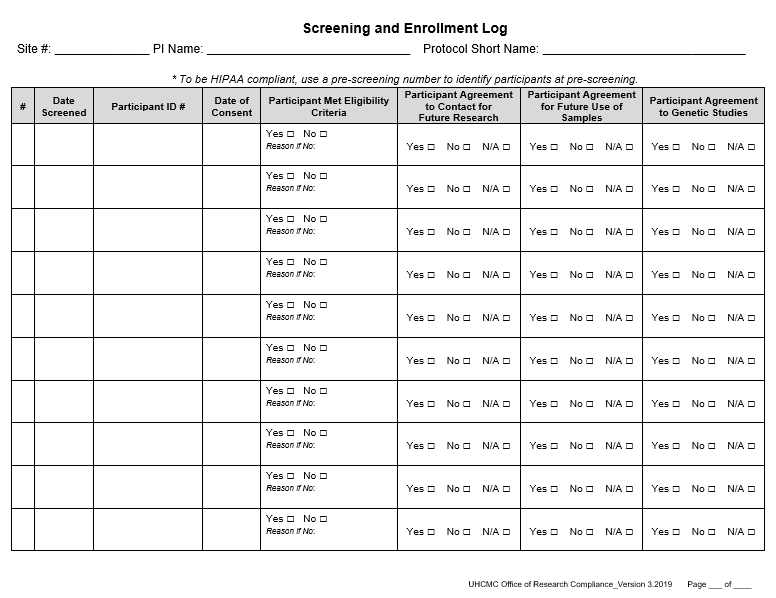 Screening and Enrollment Log
Site #: ______________ PI Name: ______________________________ Protocol Short Name: ______________________________
* To be HIPAA compliant, use a pre-screening number to identify participants at pre-screening.
# Date Screened Participant ID # Date of Consent Participant Met Eligibility Criteria Participant Agreement to Contact for Future Research Participant Agreement for Future Use of Samples Participant Agreement to Genetic Studies
Yes □ No □
Reason if No:
Yes □ No □ N/A □ Yes □ No □ N/A □ Yes □ No □ N/A □
Yes □ No □
Reason if No:
Yes □ No □ N/A □ Yes □ No □ N/A □ Yes □ No □ N/A □
Yes □ No □
Reason if No:
Yes □ No □ N/A □ Yes □ No □ N/A □ Yes □ No □ N/A □
Yes □ No □
Reason if No:
Yes □ No □ N/A □ Yes □ No □ N/A □ Yes □ No □ N/A □
Yes □ No □
Reason if No:
Yes □ No □ N/A □ Yes □ No □ N/A □ Yes □ No □ N/A □
Yes □ No □
Reason if No:
Yes □ No □ N/A □ Yes □ No □ N/A □ Yes □ No □ N/A □
Yes □ No □
Reason if No:
Yes □ No □ N/A □ Yes □ No □ N/A □ Yes □ No □ N/A □
Yes □ No □
Reason if No:
Yes □ No □ N/A □ Yes □ No □ N/A □ Yes □ No □ N/A □
Yes □ No □
Reason if No:
Yes □ No □ N/A □ Yes □ No □ N/A □ Yes □ No □ N/A □
Yes □ No □
Reason if No:
Yes □ No □ N/A □ Yes □ No □ N/A □ Yes □ No □ N/A □
UHCMC Office of Research Compliance_Version 3.2019 Page ___ of ____